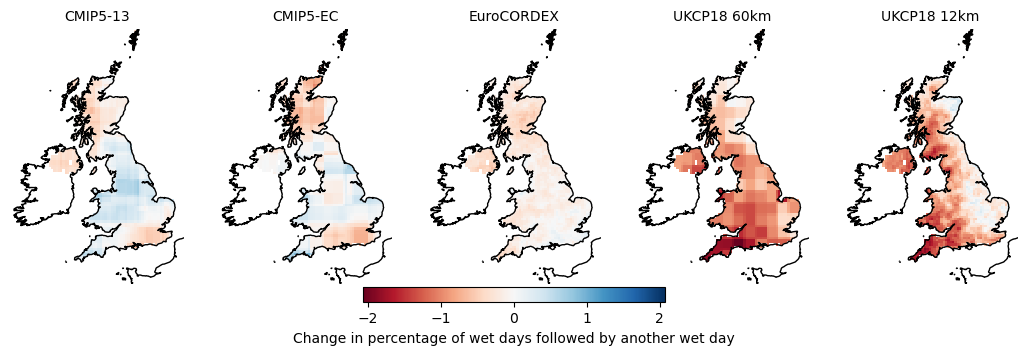 CMIP5-13 CMIP5-EC EuroCORDEX UKCP18 60km UKCP18 12km
−2 −1 0 1 2
Change in percentage of wet days followed by another wet day